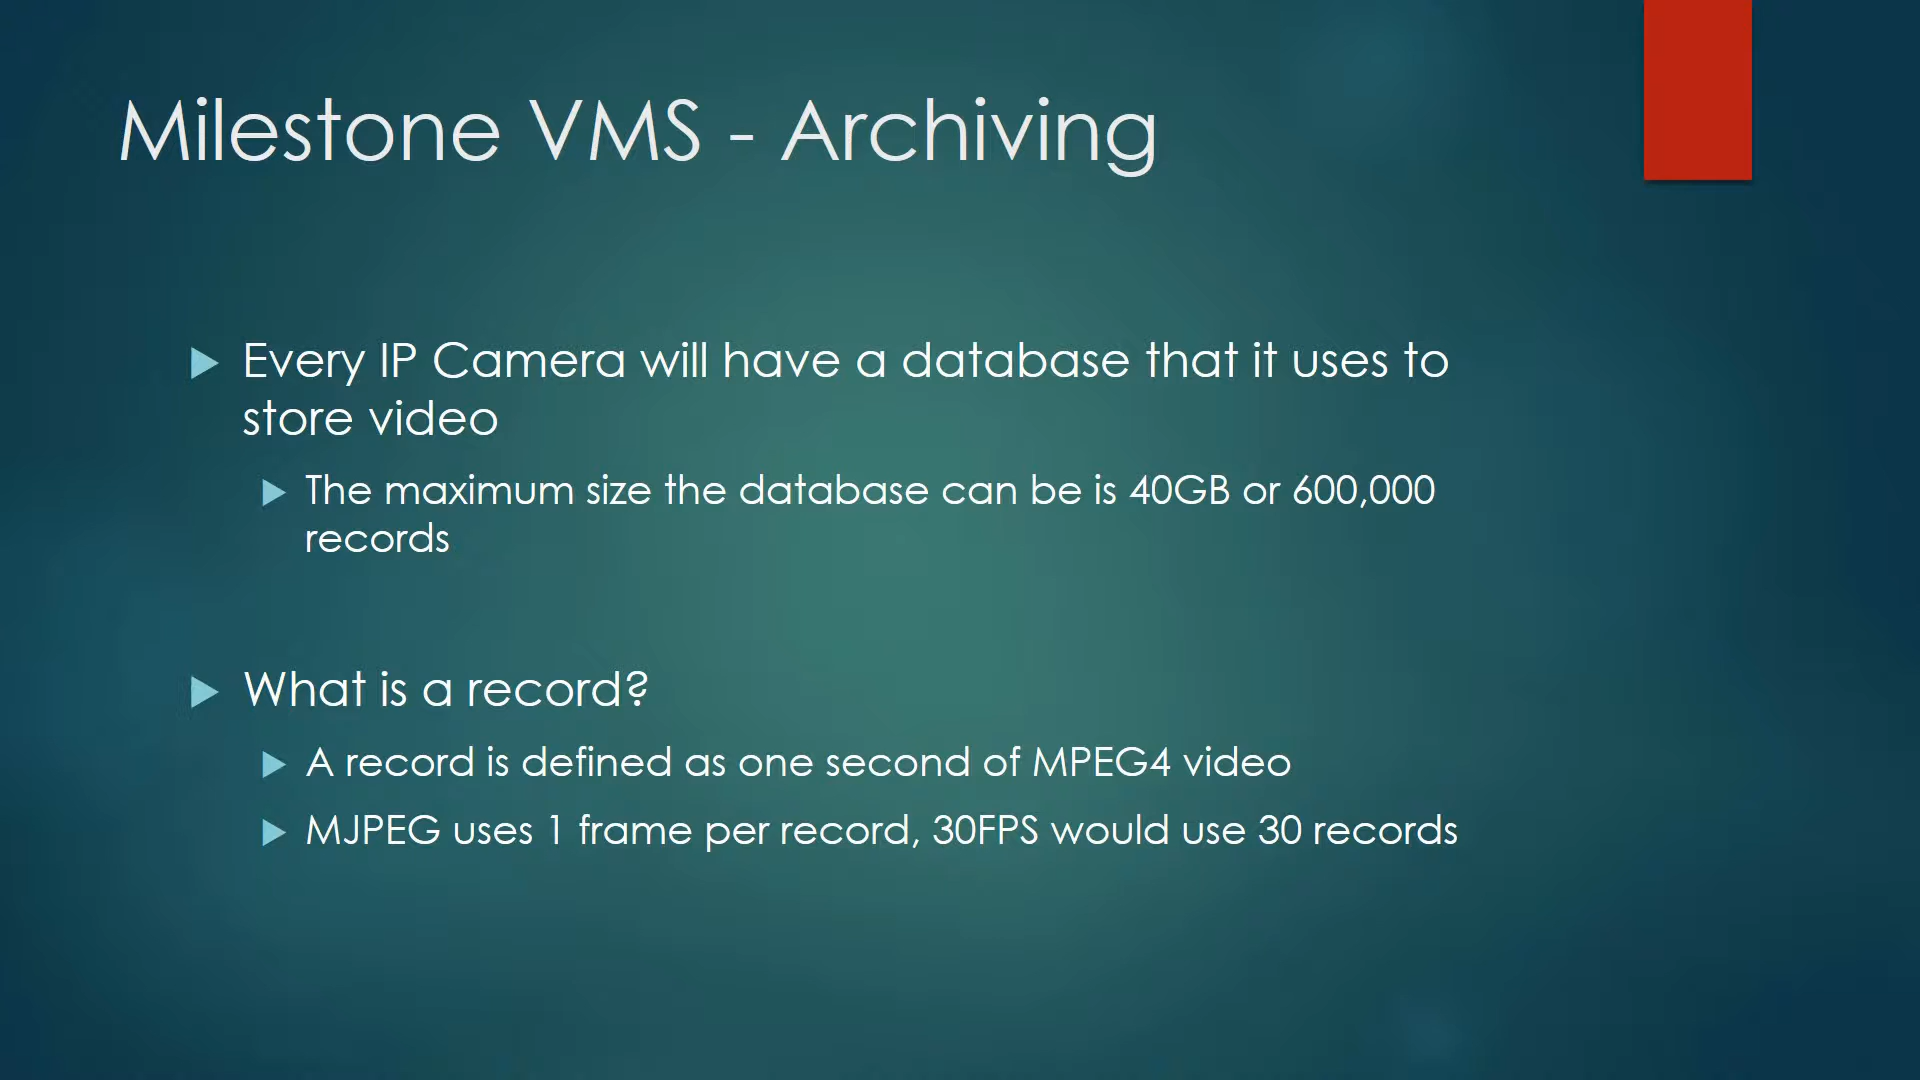 Milestone VMS - Archiving
Every IP Camera will have a database that it uses to
store video
The maximum size the database can be is 40GB or 600,000
records
What is a record?
A record is defined as one second of MPEG4 video
MJPEG uses 1 frame per record, 30FPS would use 30 records